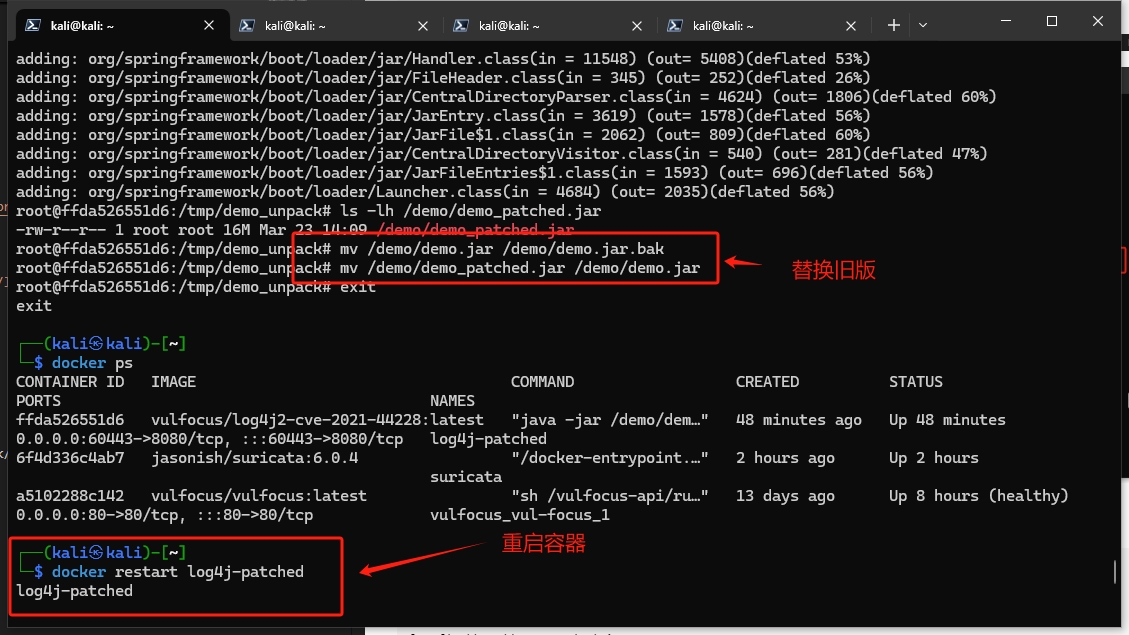 kali@kali: ~
kali@kali: ~
kali@kali: ~
kali@kali: ~
adding: org/springframework/boot/loader/jar/Handler.class(in = 11548) (out= 5408)(deflated 53%)
adding: org/springframework/boot/loader/jar/FileHeader.class(in = 345) (out= 252)(deflated 26%)
adding: org/springframework/boot/loader/jar/CentralDirectoryParser.class(in = 4624) (out= 1806)(deflated 60%)
adding: org/springframework/boot/loader/jar/JarEntry.class(in = 3619) (out= 1578)(deflated 56%)
adding: org/springframework/boot/loader/jar/JarFile$1.class(in = 2062) (out= 809)(deflated 60%)
adding: org/springframework/boot/loader/jar/CentralDirectoryVisitor.class(in = 540) (out= 281)(deflated 47%)
adding: org/springframework/boot/loader/jar/JarFileEntries$1.class(in = 1593) (out= 696)(deflated 56%)
adding: org/springframework/boot/loader/Launcher.class(in = 4684) (out= 2035)(deflated 56%)
root@ffda526551d6:/tmp/demo_unpack# ls -lh /demo/demo_patched.jar
-rw-r--r-- 1 root root 16M Mar 23 14:09 /demo/demo_patched.jar
root@ffda526551d6:/tmp/demo_unpack# mv /demo/demo.jar /demo/demo.jar.bak
root@ffda526551d6:/tmp/demo_unpack# mv /demo/demo_patched.jar /demo/demo.jar
替换旧版
root@ffda526551d6:/tmp/demo_unpack# exit
exit
┌──(kali㉿kali)-[~]
└─$ docker ps
CONTAINER ID   IMAGE   COMMAND   CREATED   STATUS
PORTS   NAMES
ffda526551d6   vulfocus/log4j2-cve-2021-44228:latest   "java -jar /demo/dem…"   48 minutes ago   Up 48 minutes
0.0.0.0:60443->8080/tcp, :::60443->8080/tcp   log4j-patched
6f4d336c4ab7   jasonish/suricata:6.0.4   "/docker-entrypoint.…"   2 hours ago   Up 2 hours
suricata
a5102288c142   vulfocus/vulfocus:latest   "sh /vulfocus-api/ru…"   13 days ago   Up 8 hours (healthy)
0.0.0.0:80->80/tcp, :::80->80/tcp   vulfocus_vul-focus_1
重启容器
┌──(kali㉿kali)-[~]
└─$ docker restart log4j-patched
log4j-patched